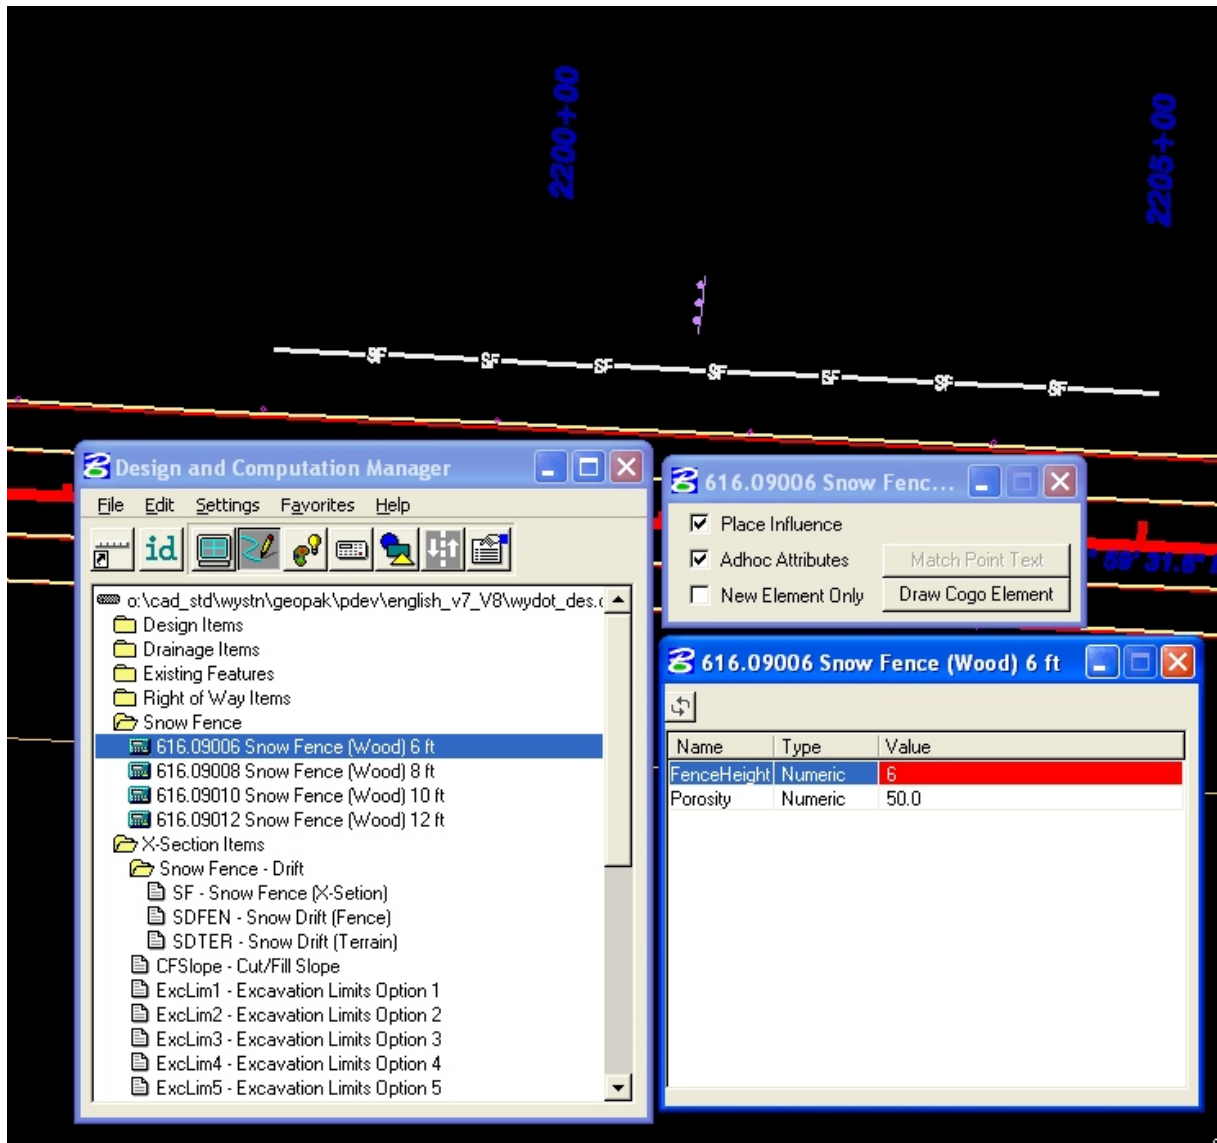 2200+00
2205+00
SF SF SF SF SF SF SF
Design and Computation Manager
File Edit Settings Favorites Help
id
o:\cad_std\wystn\geopak\pdev\english_v7_V8\wydot_des.
Design Items
Drainage Items
Existing Features
Right of Way Items
Snow Fence
616.09006 Snow Fence (Wood) 6 ft
616.09008 Snow Fence (Wood) 8 ft
616.09010 Snow Fence (Wood) 10 ft
616.09012 Snow Fence (Wood) 12 ft
X-Section Items
Snow Fence - Drift
SF - Snow Fence (X-Setion)
SDFEN - Snow Drift (Fence)
SDTER - Snow Drift (Terrain)
CFSlope - Cut/Fill Slope
ExcLim1 - Excavation Limits Option 1
ExcLim2 - Excavation Limits Option 2
ExcLim3 - Excavation Limits Option 3
ExcLim4 - Excavation Limits Option 4
ExcLim5 - Excavation Limits Option 5
616.09006 Snow Fenc...
Place Influence
Adhoc Attributes Match Point Text
New Element Only Draw Cogo Element
616.09006 Snow Fence (Wood) 6 ft
Name Type Value
FenceHeight Numeric 6
Porosity Numeric 50.0